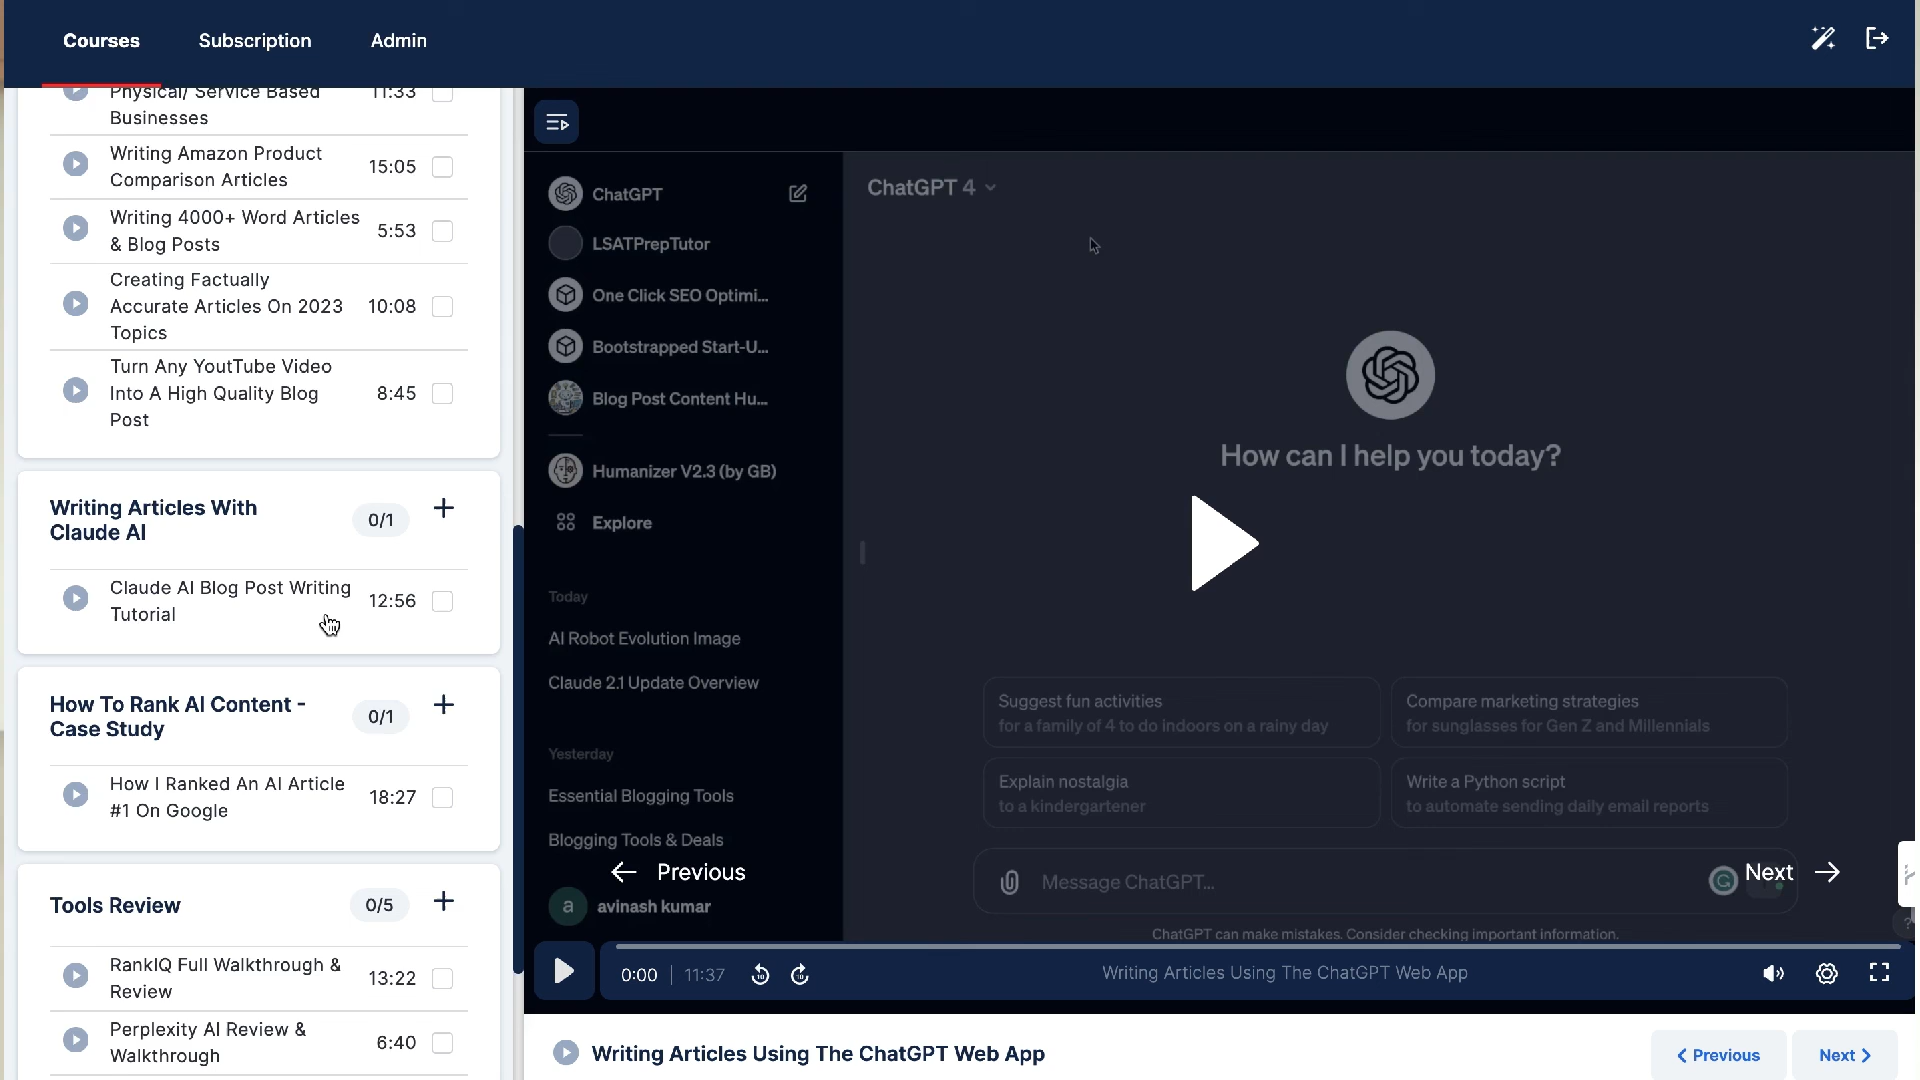 Courses
Subscription
Admin
Physical/ Service Based
Businesses
11:33
Writing Amazon Product
Comparison Articles
15:05
Writing 4000+ Word Articles
& Blog Posts
5:53
Creating Factually
Accurate Articles On 2023
Topics
10:08
Turn Any YoutTube Video
Into A High Quality Blog
Post
8:45
Writing Articles With
Claude AI
0/1
Claude AI Blog Post Writing
Tutorial
12:56
How To Rank AI Content -
Case Study
0/1
How I Ranked An AI Article
#1 On Google
18:27
Tools Review
0/5
RankIQ Full Walkthrough &
Review
13:22
Perplexity AI Review &
Walkthrough
6:40
ChatGPT
LSATPrepTutor
One Click SEO Optimi...
Bootstrapped Start-U...
Blog Post Content Hu...
Humanizer V2.3 (by GB)
Explore
Today
AI Robot Evolution Image
Claude 2.1 Update Overview
Yesterday
Essential Blogging Tools
Blogging Tools & Deals
Previous
a
avinash kumar
ChatGPT 4
How can I help you today?
Suggest fun activities
for a family of 4 to do indoors on a rainy day
Compare marketing strategies
for sunglasses for Gen Z and Millennials
Explain nostalgia
to a kindergartener
Write a Python script
to automate sending daily email reports
Message ChatGPT...
Next
ChatGPT can make mistakes. Consider checking important information.
0:00
11:37
10
10
Writing Articles Using The ChatGPT Web App
Writing Articles Using The ChatGPT Web App
Previous
Next